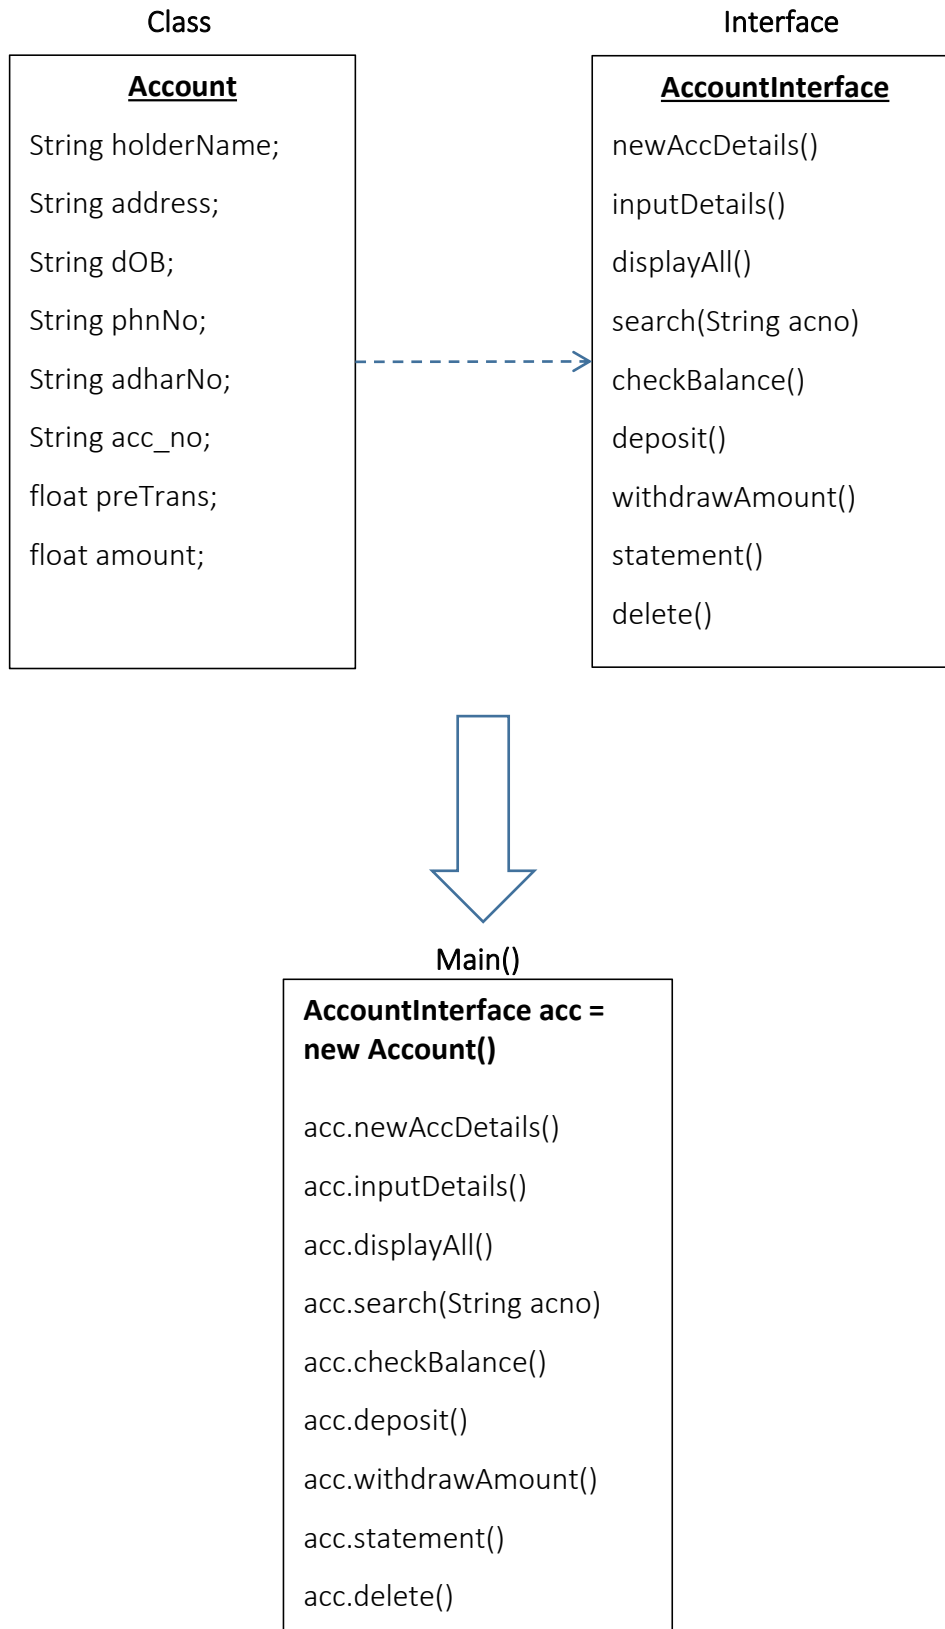 Class
Account
String holderName;
String address;
String dOB;
String phnNo;
String adharNo;
String acc_no;
float preTrans;
float amount;
Interface
AccountInterface
newAccDetails()
inputDetails()
displayAll()
search(String acno)
checkBalance()
deposit()
withdrawAmount()
statement()
delete()
Main()
AccountInterface acc =
new Account()
acc.newAccDetails()
acc.inputDetails()
acc.displayAll()
acc.search(String acno)
acc.checkBalance()
acc.deposit()
acc.withdrawAmount()
acc.statement()
acc.delete()